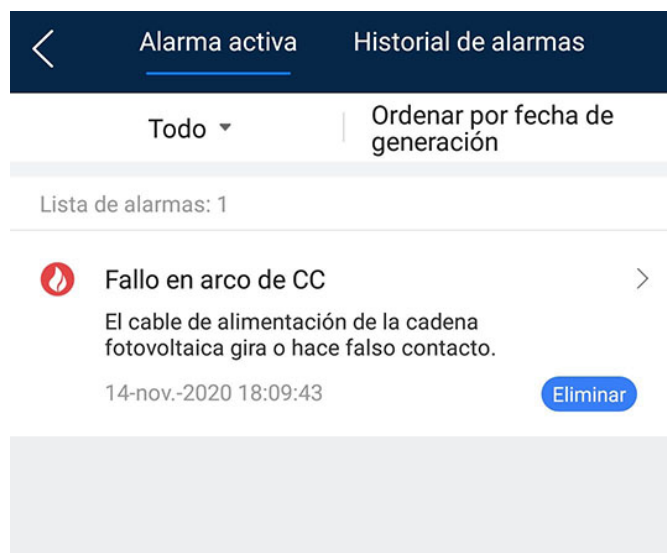 Alarma activa
Historial de alarmas
Todo
Ordenar por fecha de
generación
Lista de alarmas: 1
Fallo en arco de CC
El cable de alimentación de la cadena
fotovoltaica gira o hace falso contacto.
14-nov.-2020 18:09:43
Eliminar